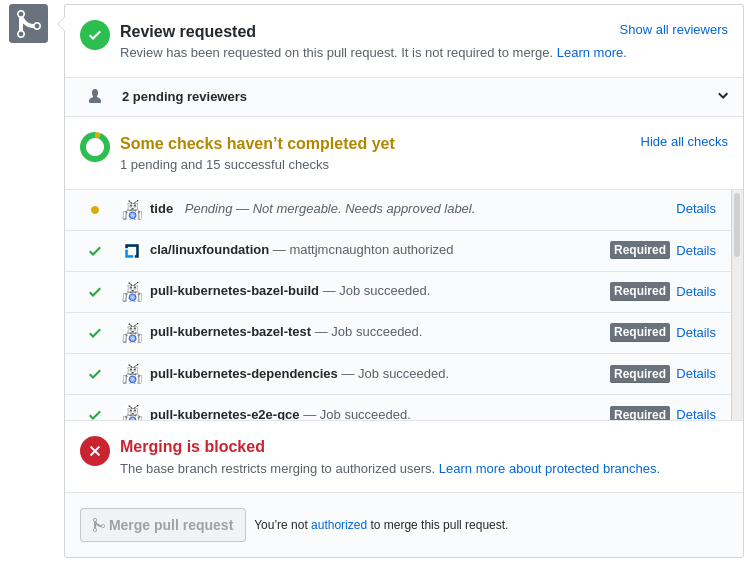 Review requested
Show all reviewers
Review has been requested on this pull request. It is not required to merge. Learn more.
2 pending reviewers
Some checks haven’t completed yet
Hide all checks
1 pending and 15 successful checks
tide Pending — Not mergeable. Needs approved label.
Details
cla/linuxfoundation — mattjmcnaughton authorized
Required Details
pull-kubernetes-bazel-build — Job succeeded.
Required Details
pull-kubernetes-bazel-test — Job succeeded.
Required Details
pull-kubernetes-dependencies — Job succeeded.
Required Details
pull-kubernetes-e2e-gce — Job succeeded.
Required Details
Merging is blocked
The base branch restricts merging to authorized users. Learn more about protected branches.
Merge pull request
You’re not authorized to merge this pull request.